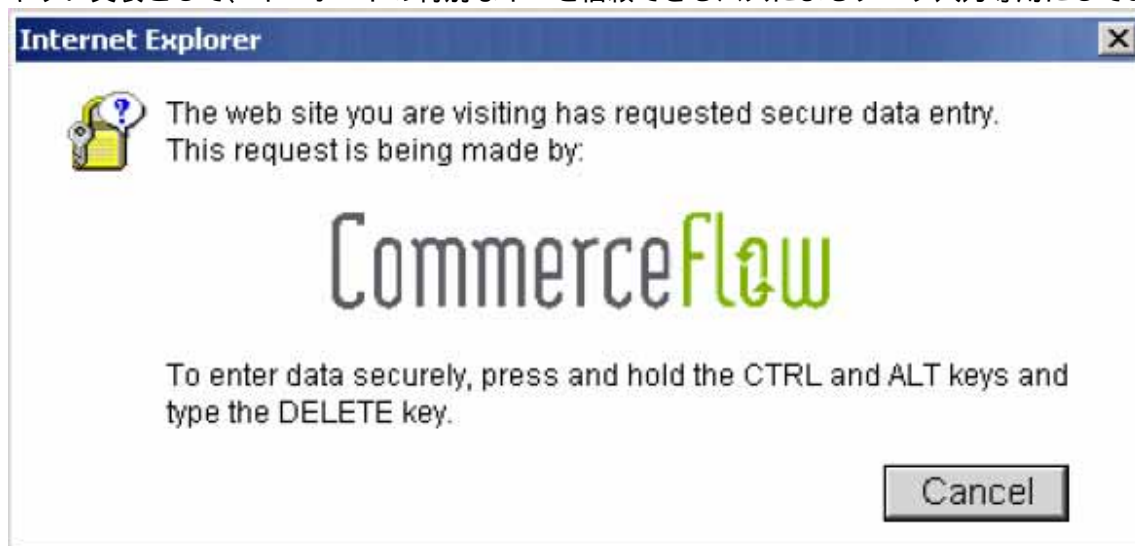 Internet Explorer
The web site you are visiting has requested secure data entry.
This request is being made by:
CommerceFlow
To enter data securely, press and hold the CTRL and ALT keys and
type the DELETE key.
Cancel